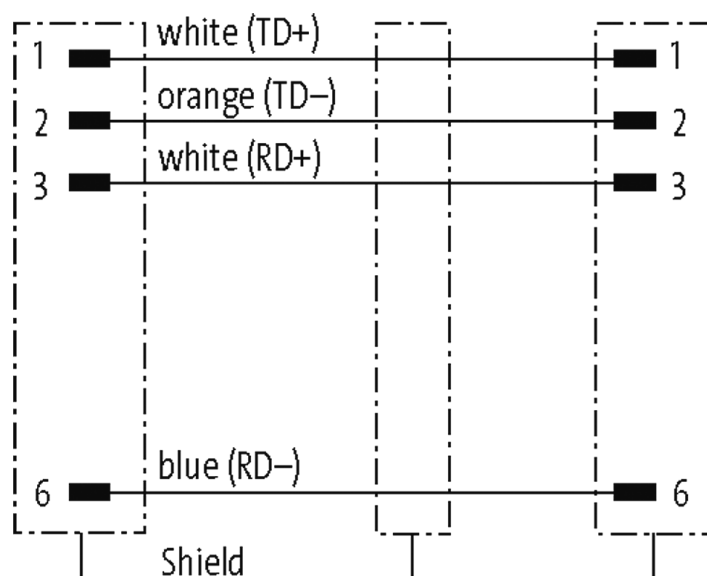 1 white (TD+) 1
2 orange (TD–) 2
3 white (RD+) 3
6 blue (RD–) 6
Shield